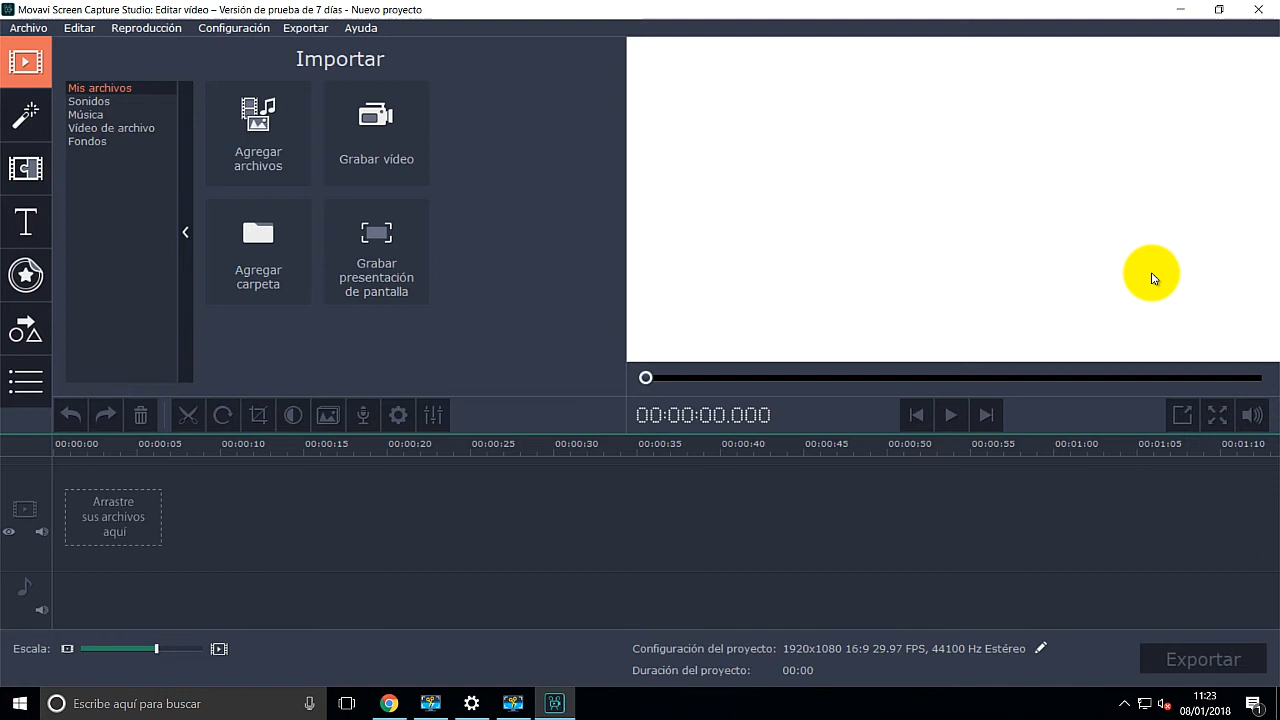 Movavi Screen Capture Studio: Editar vídeo – Versión de prueba de 7 días - Nuevo proyecto
Archivo Editar Reproducción Configuración Exportar Ayuda
Importar
Mis archivos
Sonidos
Música
Vídeo de archivo
Fondos
Agregar
archivos
Grabar vídeo
Agregar
carpeta
Grabar
presentación
de pantalla
T
00:00:00.000
00:00:00 00:00:05 00:00:10 00:00:15 00:00:20 00:00:25 00:00:30 00:00:35 00:00:40 00:00:45 00:00:50 00:00:55 00:01:00 00:01:05 00:01:10
Arrastre
sus archivos
aquí
Escala:
Configuración del proyecto: 1920x1080 16:9 29.97 FPS, 44100 Hz Estéreo
Duración del proyecto: 00:00
Exportar
Escribe aquí para buscar
11:23
08/01/2018